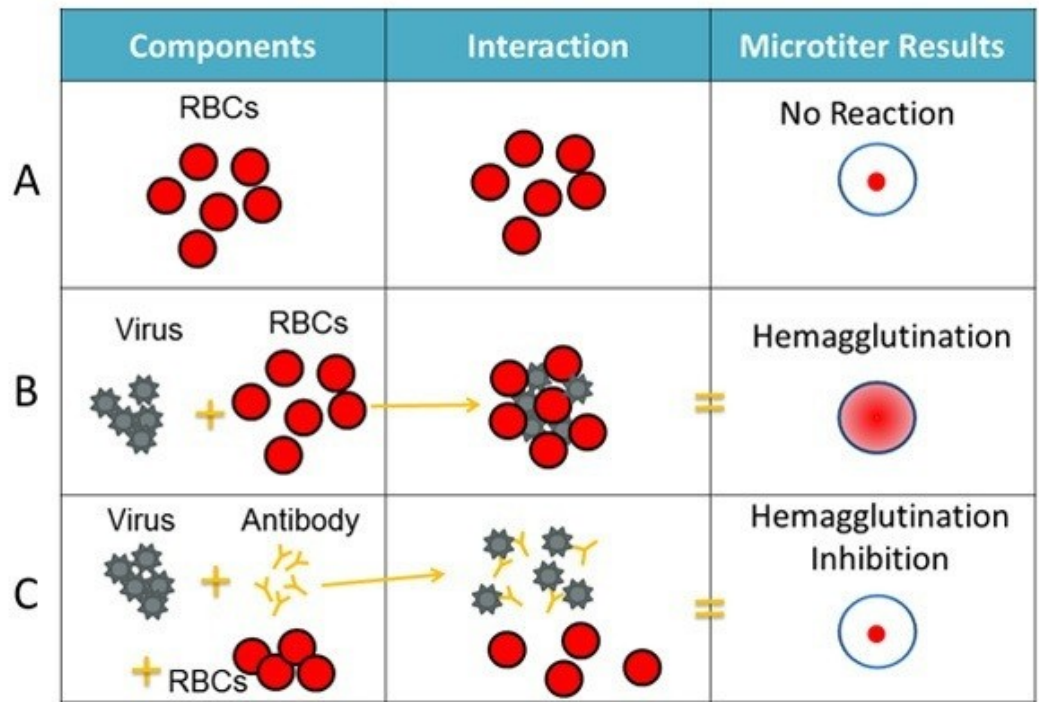 Components Interaction Microtiter Results
A
RBCs
No Reaction
B
Virus
+
RBCs
=
Hemagglutination
C
Virus
+
Antibody
+
RBCs
=
Hemagglutination
Inhibition